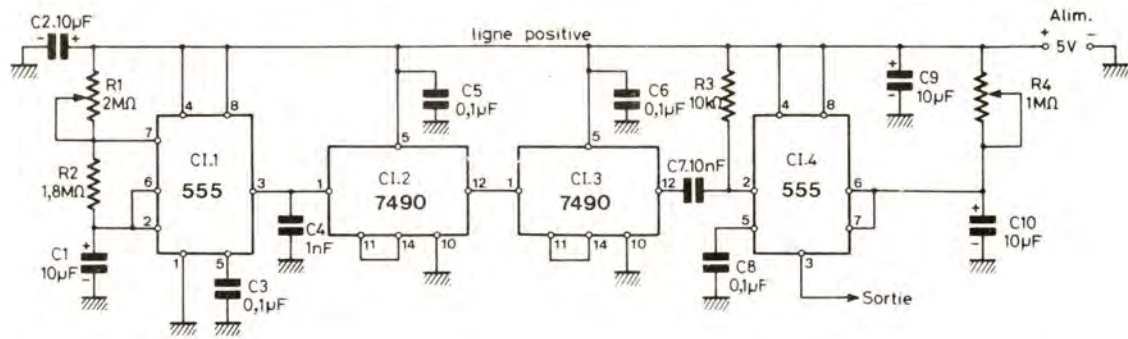 C2.10µF
- +
ligne positive
Alim.
+ -
5V
R1
2MΩ
4
8
7
R2
1,8MΩ
6
2
CI.1
555
3
C1
+
10µF
-
1
5
C3
0,1µF
C4
1nF
C5
0,1µF
5
1
CI.2
7490
12
11
14
10
C6
0,1µF
5
1
CI.3
7490
12
11
14
10
R3
10kΩ
C7.10nF
4
8
2
CI.4
555
6
5
7
3
C8
0,1µF
Sortie
+
C9
10µF
-
R4
1MΩ
+
C10
10µF
-